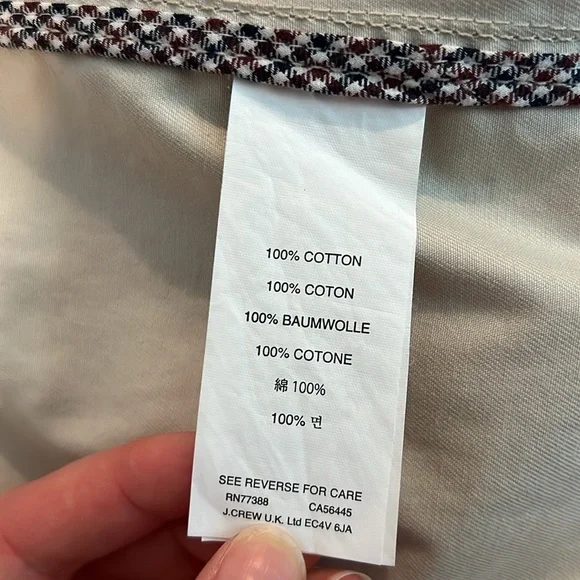 100% COTTON
100% COTON
100% BAUMWOLLE
100% COTONE
綿 100%
100% 면
SEE REVERSE FOR CARE
RN77388 CA56445
J.CREW U.K. Ltd EC4V 6JA